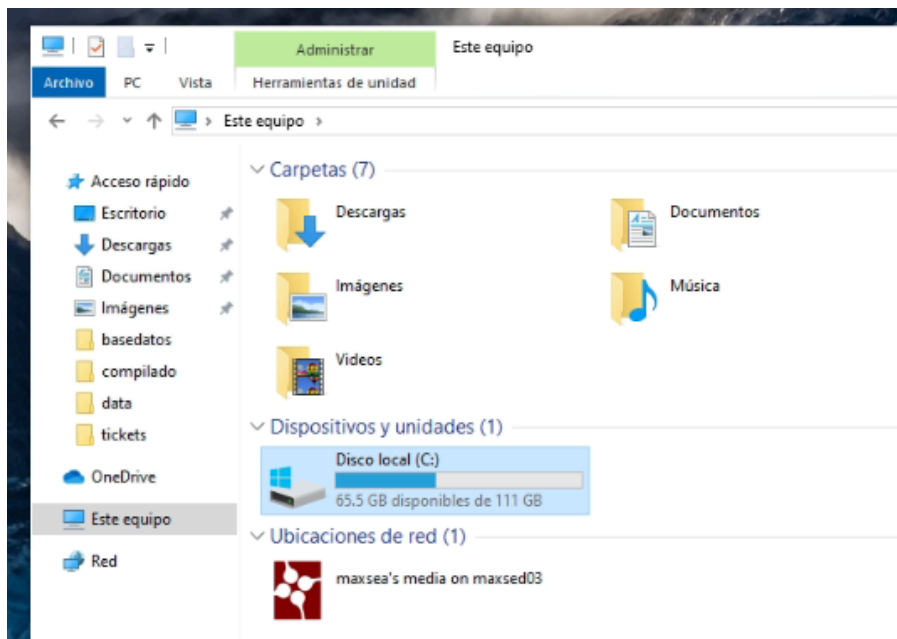 Administrar
Este equipo
Archivo
PC
Vista
Herramientas de unidad
Este equipo
Acceso rápido
Escritorio
Descargas
Documentos
Imágenes
basedatos
compilado
data
tickets
OneDrive
Este equipo
Red
Carpetas (7)
Descargas
Documentos
Imágenes
Música
Videos
Dispositivos y unidades (1)
Disco local (C:)
65.5 GB disponibles de 111 GB
Ubicaciones de red (1)
maxsea's media on maxsed03